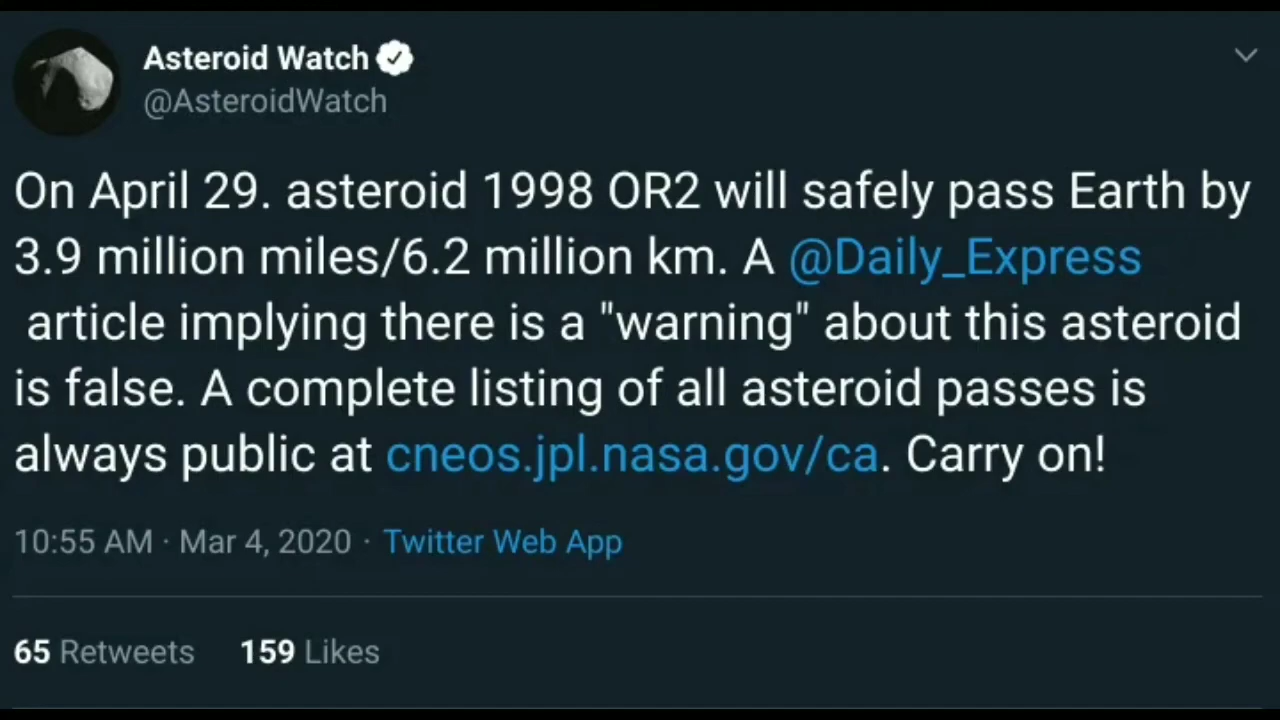 Asteroid Watch
@AsteroidWatch
On April 29. asteroid 1998 OR2 will safely pass Earth by
3.9 million miles/6.2 million km. A @Daily_Express
article implying there is a "warning" about this asteroid
is false. A complete listing of all asteroid passes is
always public at cneos.jpl.nasa.gov/ca. Carry on!
10:55 AM · Mar 4, 2020 · Twitter Web App
65 Retweets 159 Likes